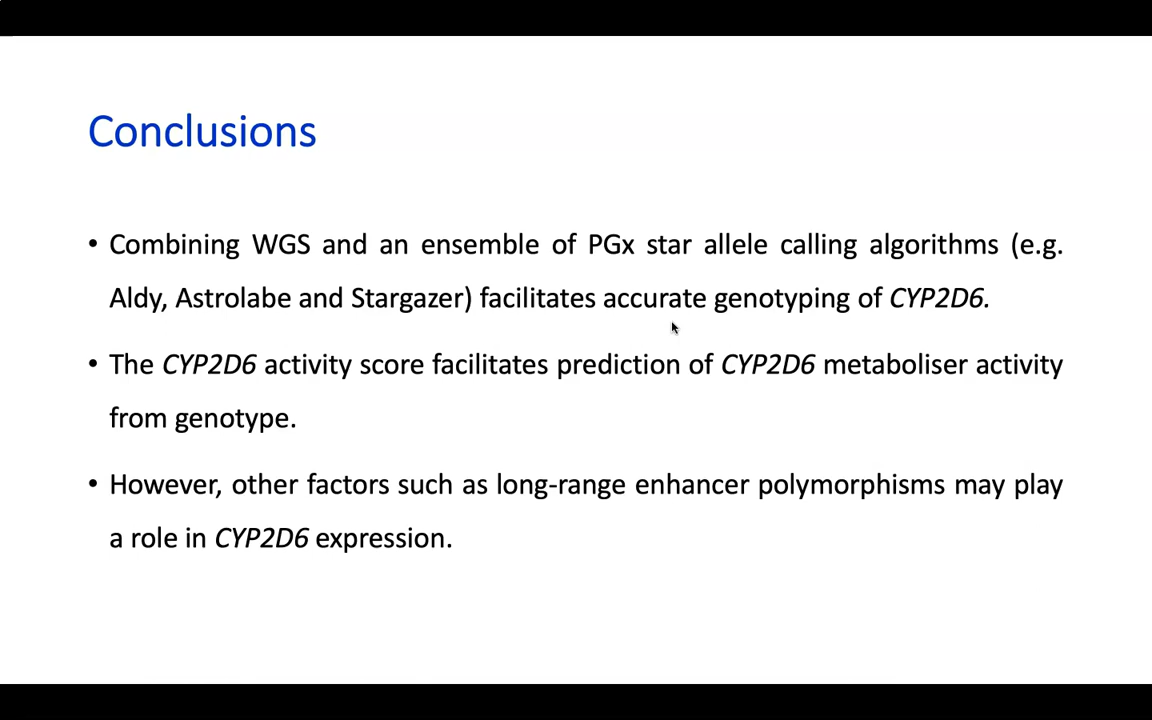 Conclusions
• Combining WGS and an ensemble of PGx star allele calling algorithms (e.g.
Aldy, Astrolabe and Stargazer) facilitates accurate genotyping of CYP2D6.
• The CYP2D6 activity score facilitates prediction of CYP2D6 metaboliser activity
from genotype.
• However, other factors such as long-range enhancer polymorphisms may play
a role in CYP2D6 expression.